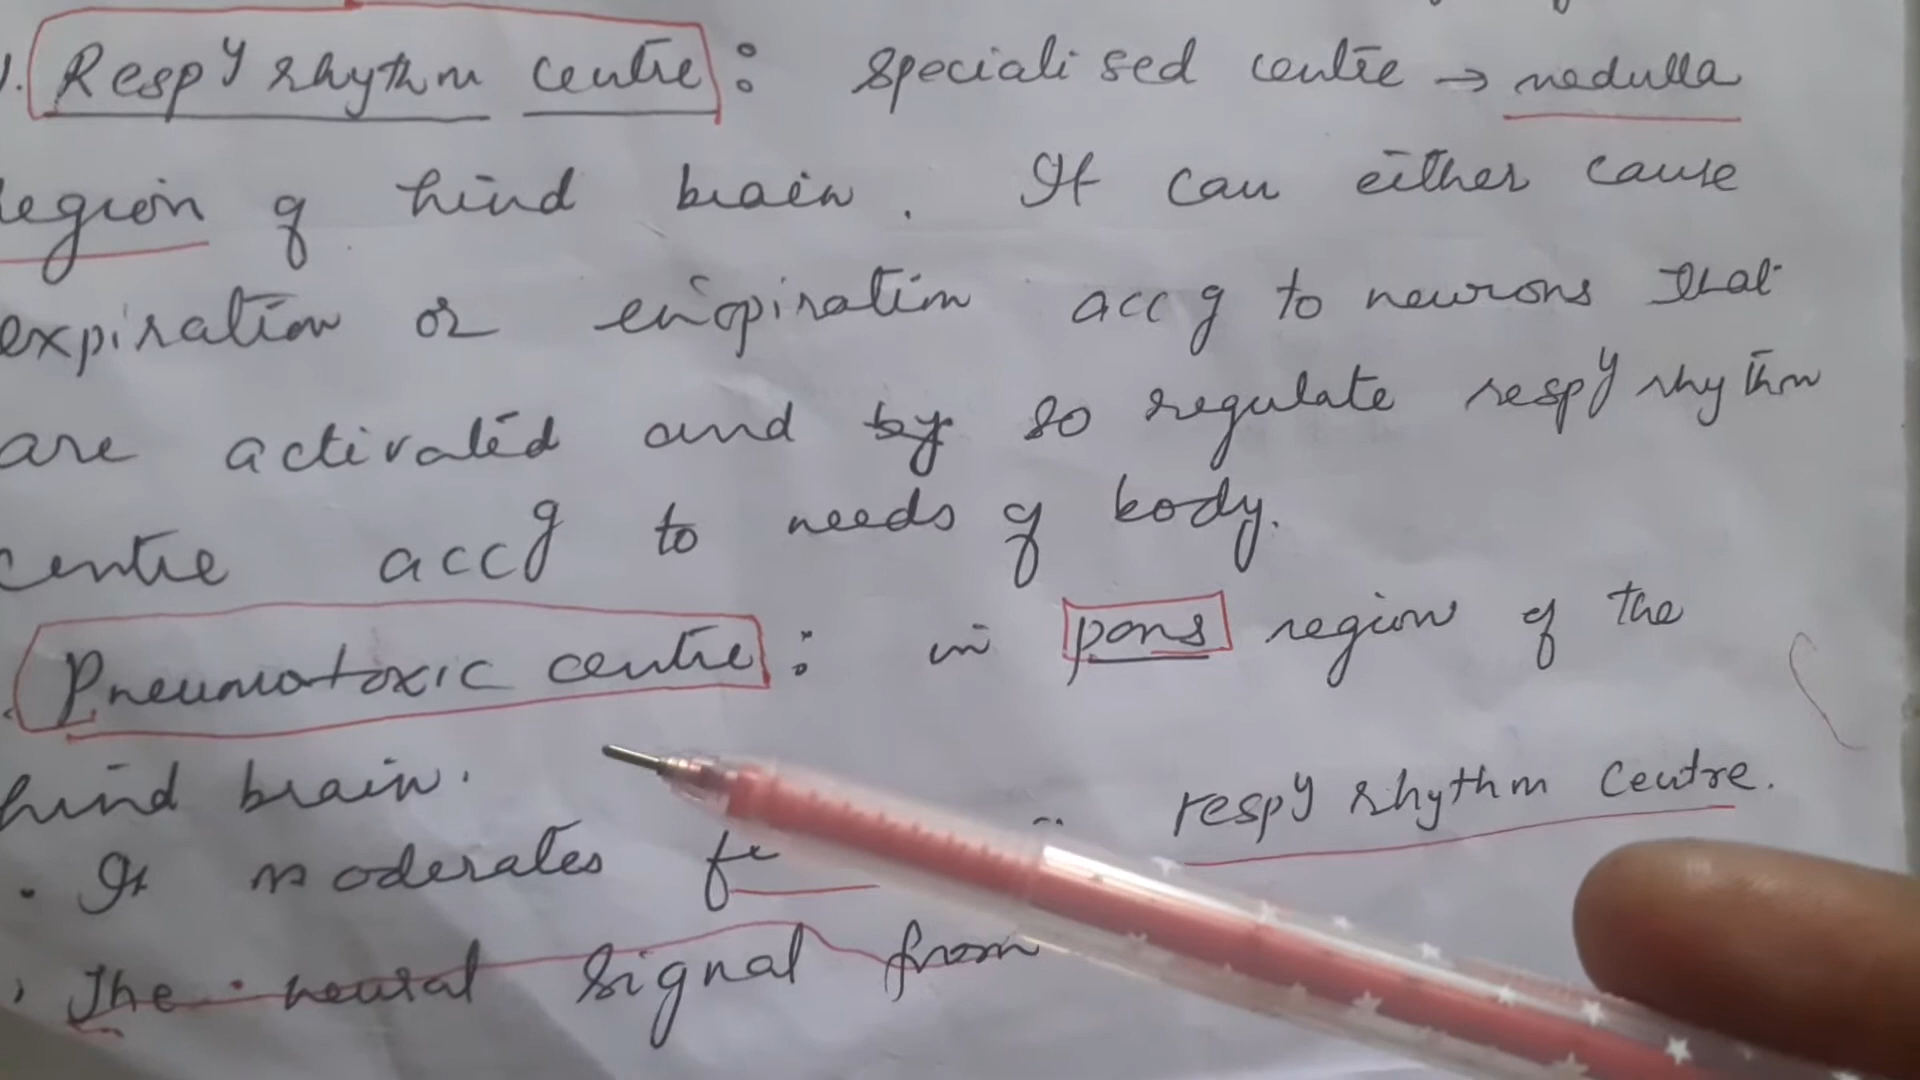 1. Respy rhythm centre : specialised centre → medulla
region of hind brain. It can either cause
expiration or inspiration accg to neurons that
are activated and by so regulate respy rhythm
centre accg to needs of body.
Pneumotoxic centre : in pons region of the
hind brain.
. It moderates respy rhythm centre.
The neural signal from